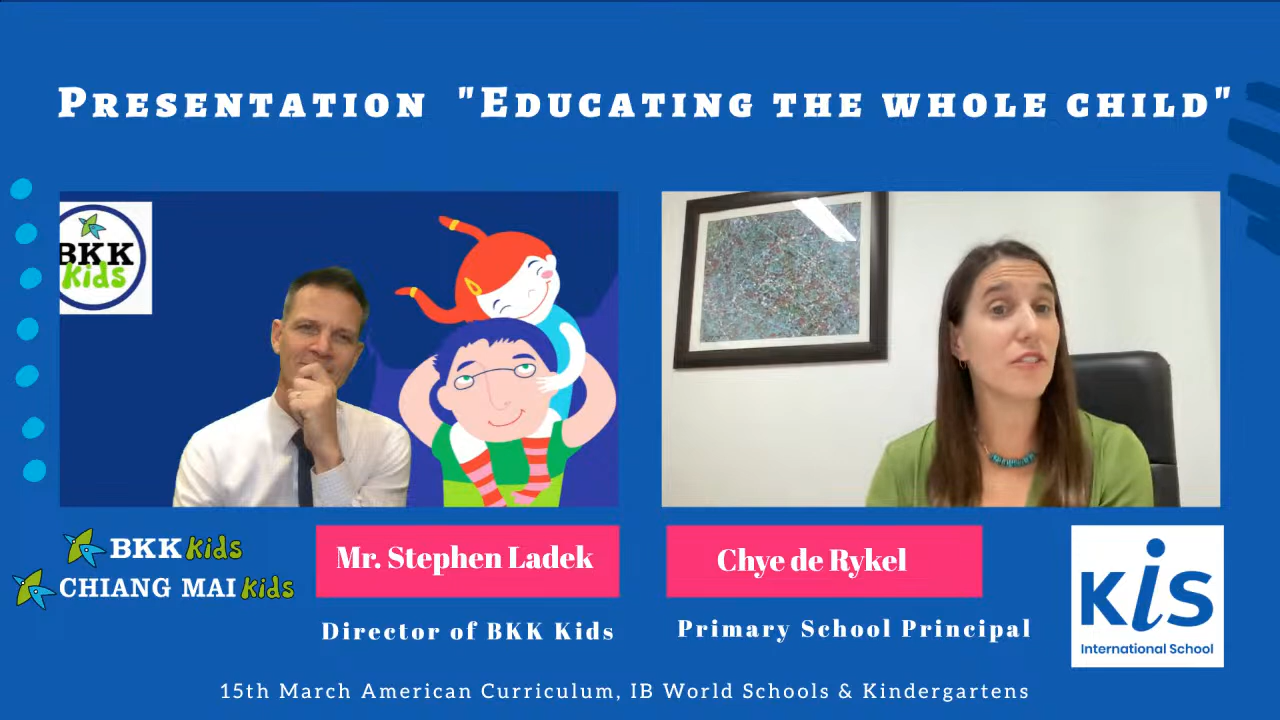 PRESENTATION "EDUCATING THE WHOLE CHILD"
BKK
Kids
BKK Kids
CHIANG MAI Kids
Mr. Stephen Ladek
Director of BKK Kids
Chye de Rykel
Primary School Principal
KiS
International School
15th March American Curriculum, IB World Schools & Kindergartens